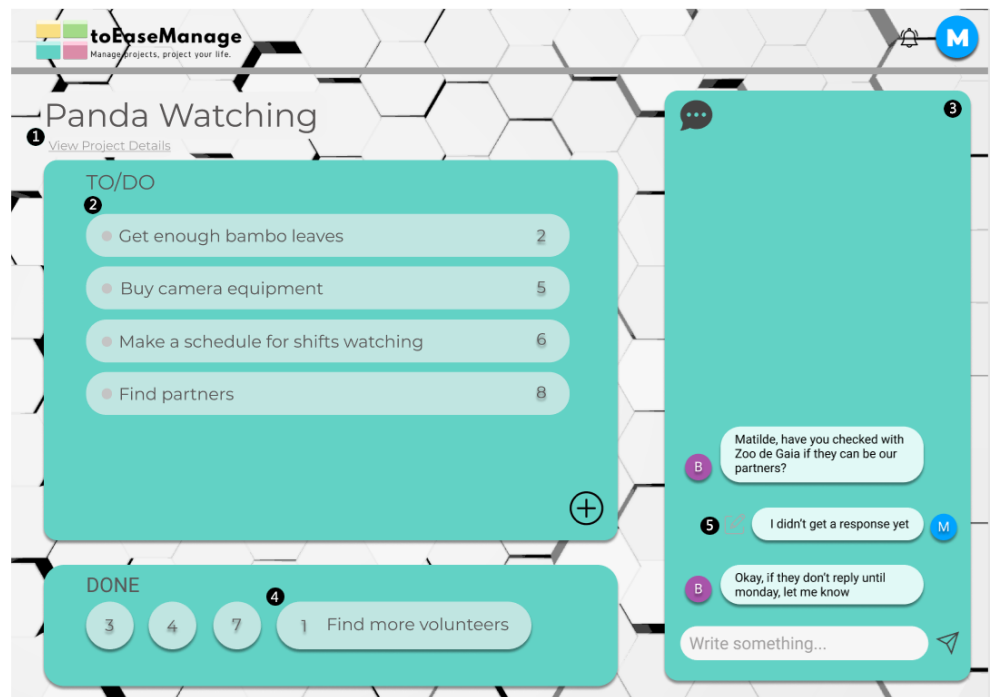 toEaseManage
Manage projects, project your life.
M
Panda Watching
1
View Project Details
TO/DO
2
Get enough bambo leaves 2
Buy camera equipment 5
Make a schedule for shifts watching 6
Find partners 8
DONE
4
3 4 7 1 Find more volunteers
3
Matilde, have you checked with
Zoo de Gaia if they can be our
partners?
B
5
I didn't get a response yet
M
Okay, if they don't reply until
monday, let me know
B
Write something...